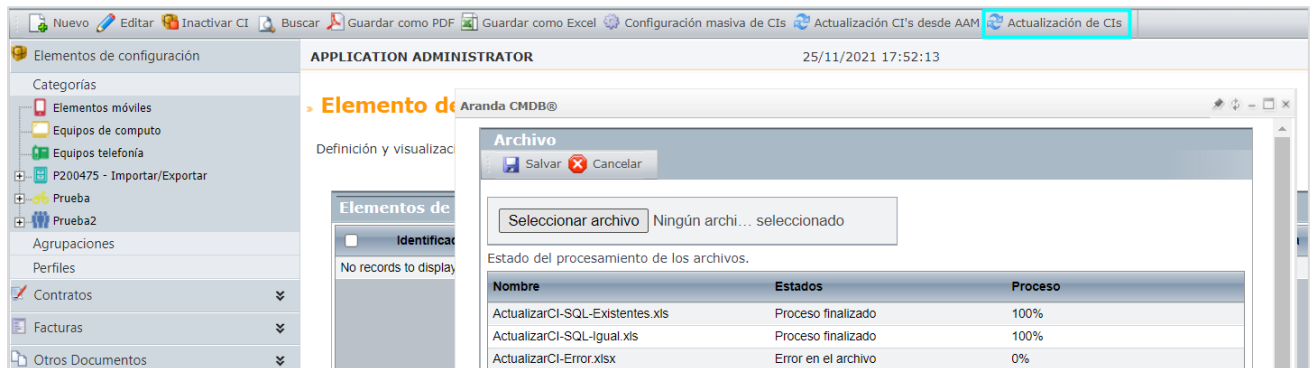 Nuevo Editar Inactivar CI Buscar Guardar como PDF Guardar como Excel Configuración masiva de CIs Actualización CI's desde AAM Actualización de CIs
Elementos de configuración
Categorías
Elementos móviles
Equipos de computo
Equipos telefonía
P200475 - Importar/Exportar
Prueba
Prueba2
Agrupaciones
Perfiles
Contratos
Facturas
Otros Documentos
APPLICATION ADMINISTRATOR 25/11/2021 17:52:13
» Elemento de
Definición y visualizac
Elementos de
Identificac
No records to display
Aranda CMDB®
Archivo
Salvar Cancelar
Seleccionar archivo Ningún archi... seleccionado
Estado del procesamiento de los archivos.
Nombre Estados Proceso
ActualizarCI-SQL-Existentes.xls Proceso finalizado 100%
ActualizarCI-SQL-Igual.xls Proceso finalizado 100%
ActualizarCI-Error.xlsx Error en el archivo 0%